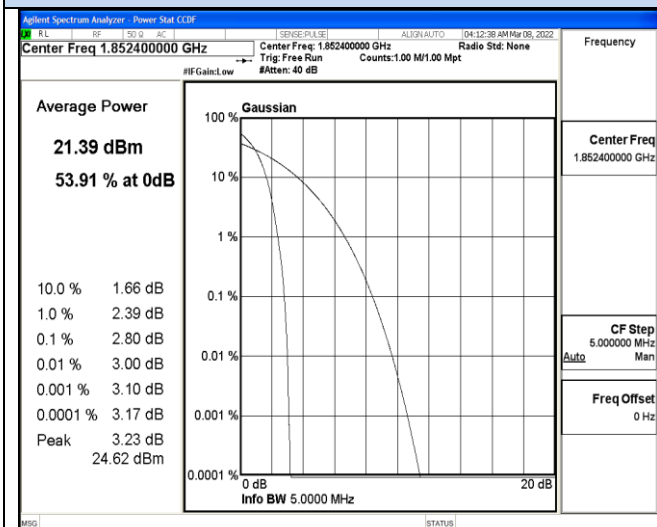 Agilent Spectrum Analyzer - Power Stat CCDF
RL RF 50 Ω AC SENSE:PULSE ALIGN AUTO 04:12:38 AM Mar 08, 2022
Center Freq 1.852400000 GHz
Center Freq: 1.852400000 GHz Radio Std: None
Trig: Free Run Counts:1.00 M/1.00 Mpt
#IFGain:Low #Atten: 40 dB
Frequency
Average Power
21.39 dBm
53.91 % at 0dB
10.0 % 1.66 dB
1.0 % 2.39 dB
0.1 % 2.80 dB
0.01 % 3.00 dB
0.001 % 3.10 dB
0.0001 % 3.17 dB
Peak 3.23 dB
24.62 dBm
Gaussian
100 %
10 %
1 %
0.1 %
0.01 %
0.001 %
0.0001 %
0 dB 20 dB
Info BW 5.0000 MHz
Center Freq
1.852400000 GHz
CF Step
5.000000 MHz
Auto Man
Freq Offset
0 Hz
MSG STATUS